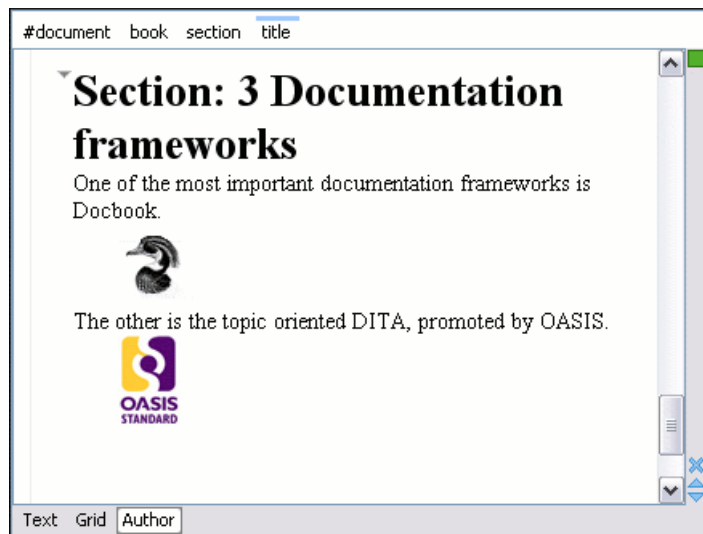 #document book section title
Section: 3 Documentation
frameworks
One of the most important documentation frameworks is
Docbook.
The other is the topic oriented DITA, promoted by OASIS.
OASIS
STANDARD
Text Grid Author